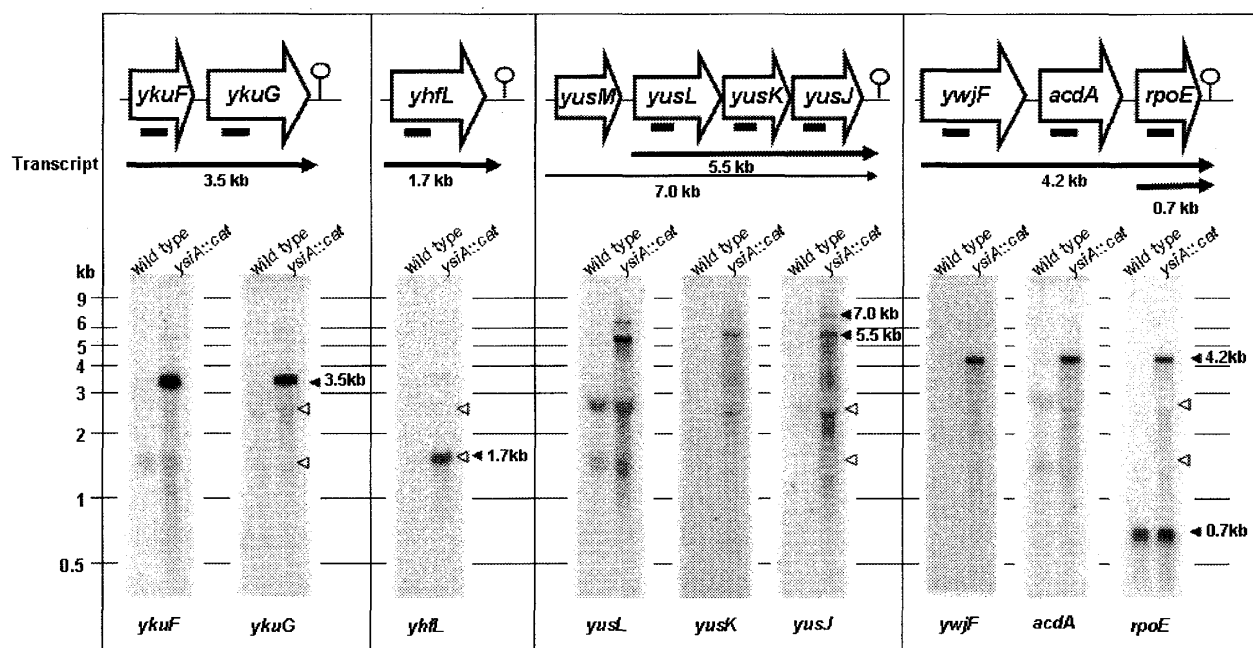 ykuF ykuG yhfL yusM yusL yusK yusJ ywjF acdA rpoE
Transcript
3.5 kb 1.7 kb 5.5 kb 4.2 kb
7.0 kb 0.7 kb
wild type ysiA::cat wild type ysiA::cat wild type ysiA::cat wild type ysiA::cat wild type ysiA::cat wild type ysiA::cat wild type ysiA::cat wild type ysiA::cat wild type ysiA::cat
kb
9
7.0 kb
6
5.5 kb
5
4 4.2 kb
3.5kb
3
2
1.7kb
1
0.7kb
0.5
ykuF ykuG yhfL yusL yusK yusJ ywjF acdA rpoE